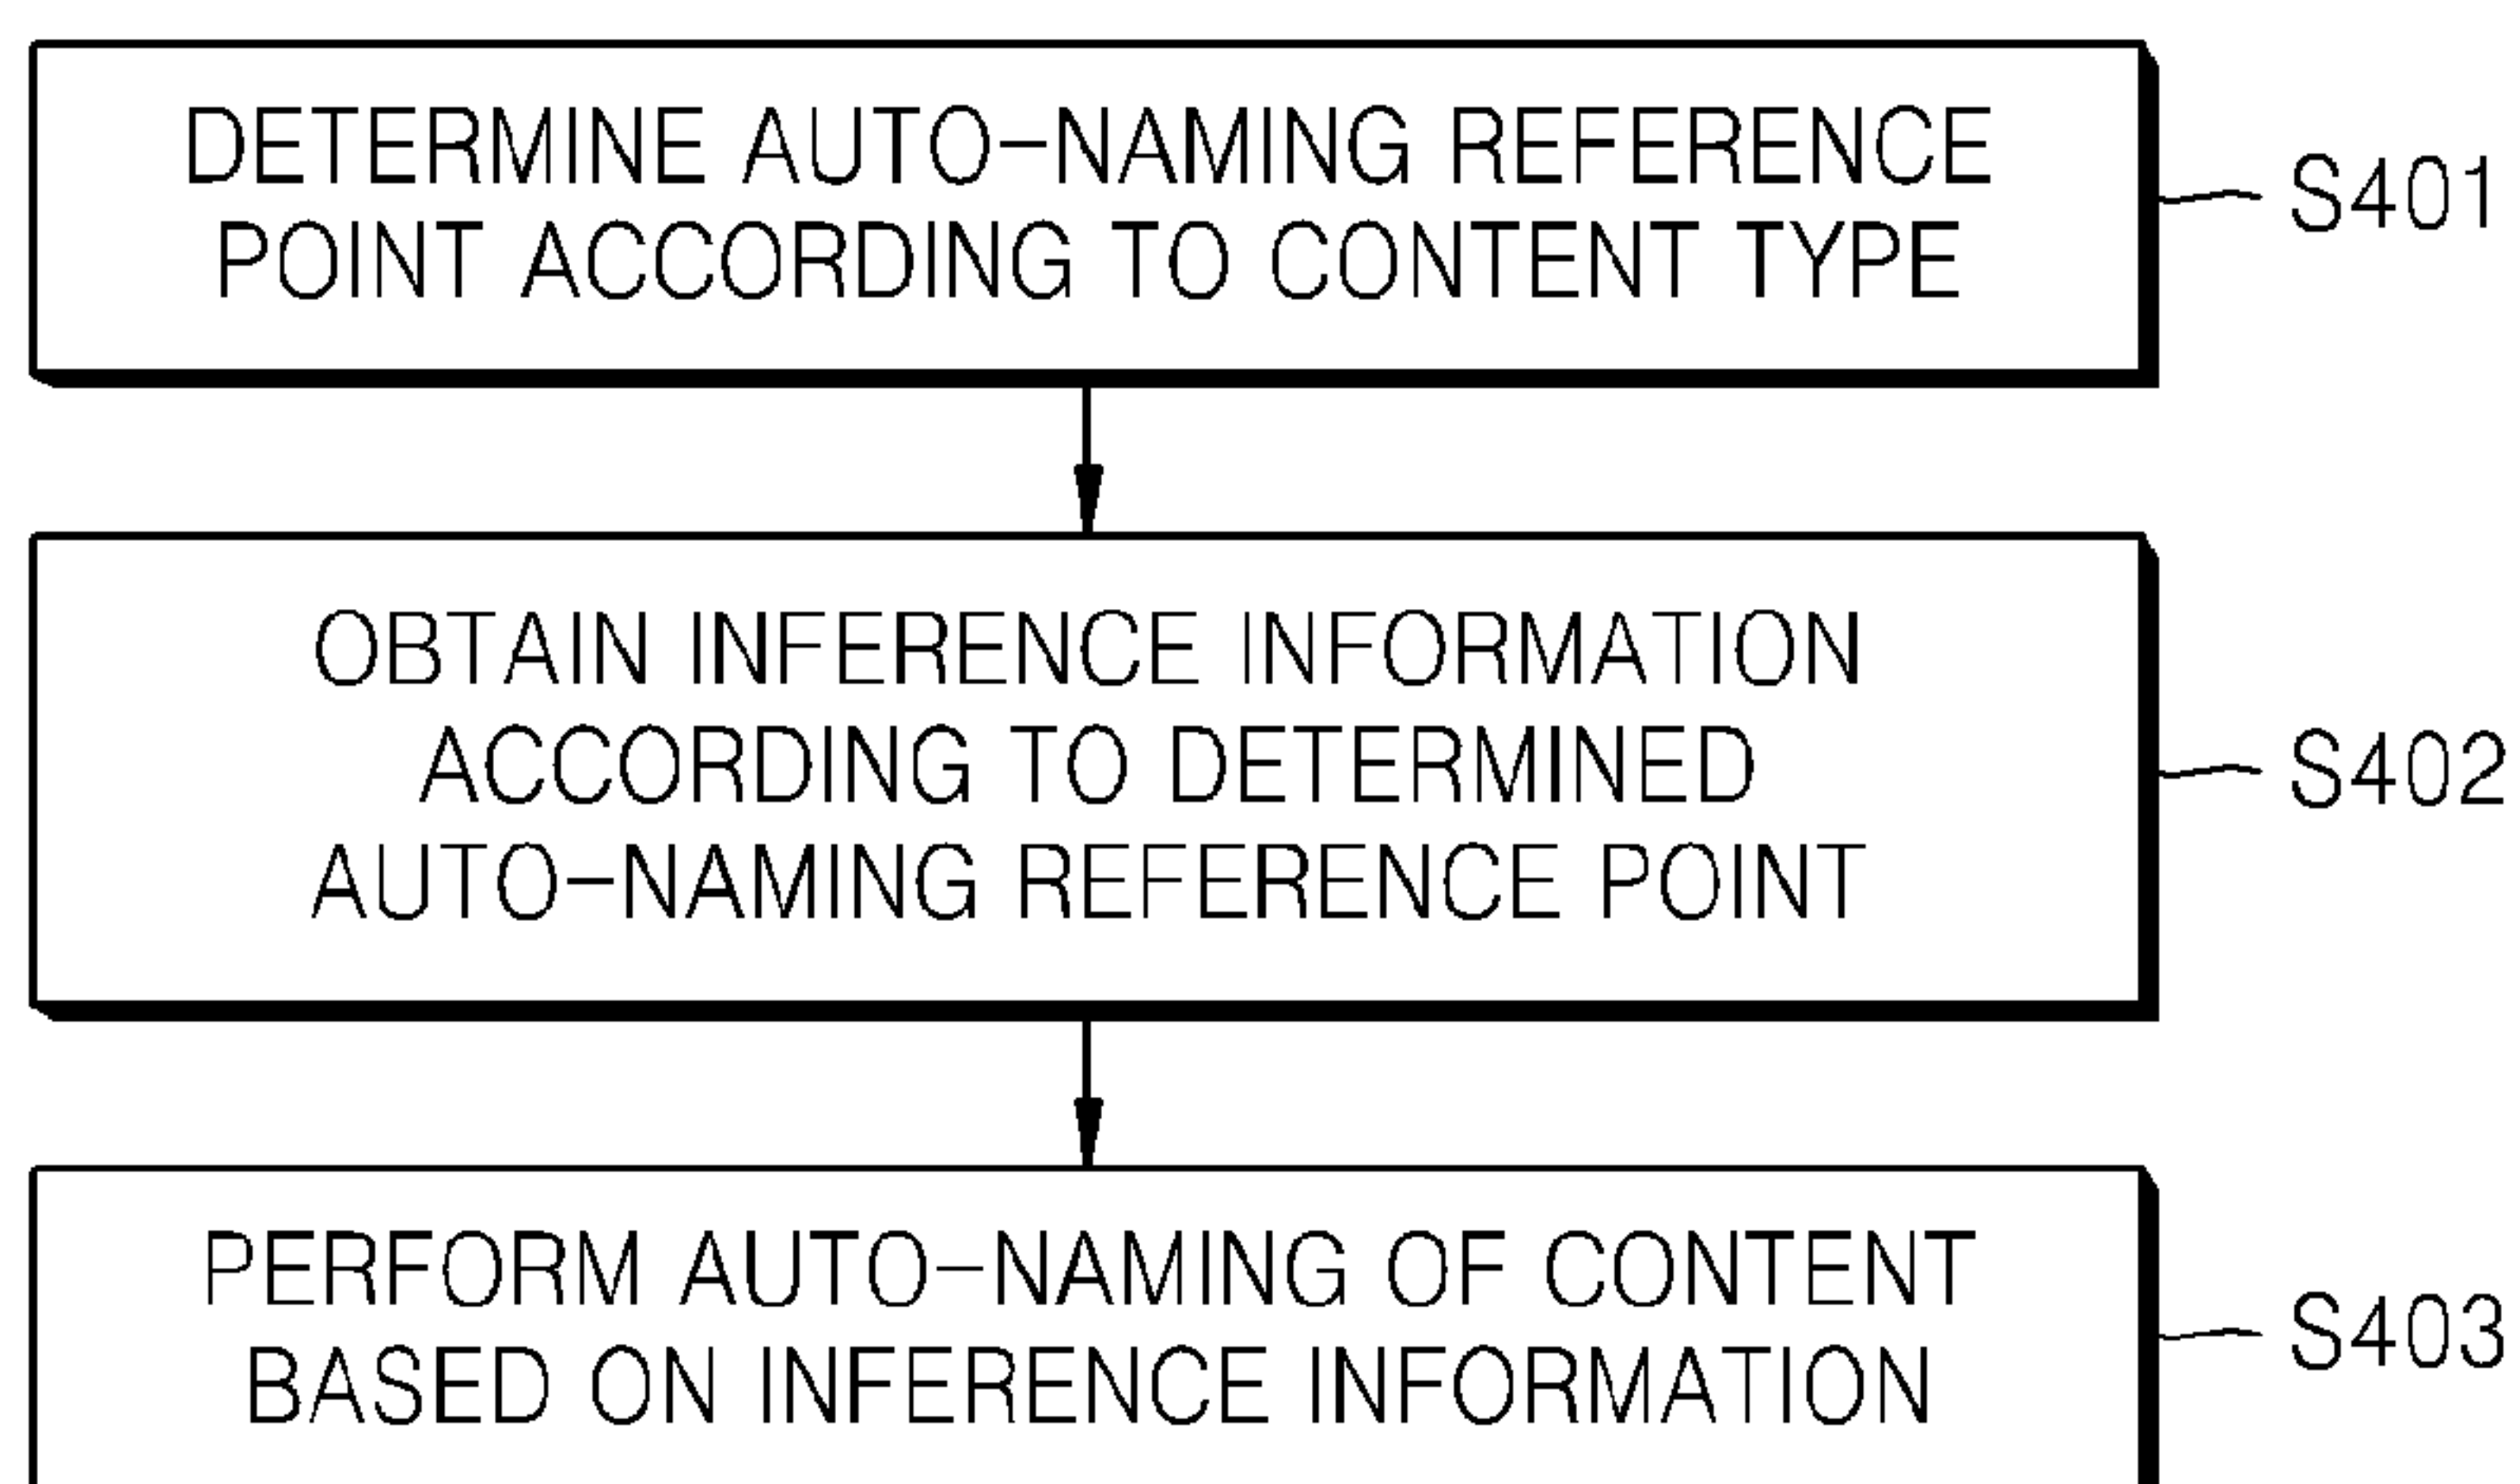 DETERMINE AUTO-NAMING REFERENCE
POINT ACCORDING TO CONTENT TYPE
S401
OBTAIN INFERENCE INFORMATION
ACCORDING TO DETERMINED
AUTO-NAMING REFERENCE POINT
S402
PERFORM AUTO-NAMING OF CONTENT
BASED ON INFERENCE INFORMATION
S403